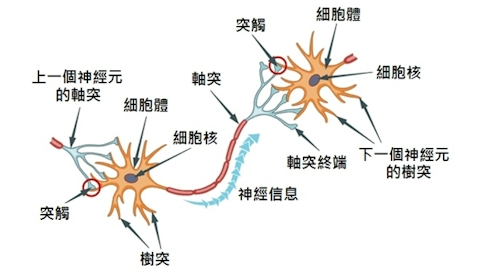 突觸
細胞體
細胞核
軸突
上一個神經元
的軸突
細胞體
細胞核
軸突終端
下一個神經元
的樹突
神經信息
突觸
樹突